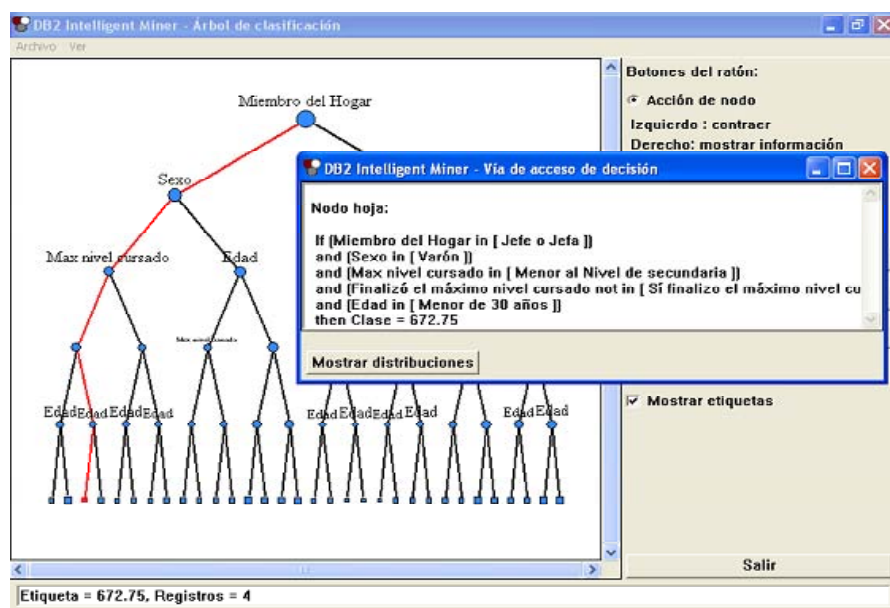 DB2 Intelligent Miner - Árbol de clasificación
Archivo Ver
Miembro del Hogar
Sexo
Max nivel cursado
Edad
Edad Edad Edad Edad
Edad Edad Edad Edad
Edad Edad
Botones del ratón:
Acción de nodo
Izquierdo : contraer
Derecho: mostrar información
DB2 Intelligent Miner - Vía de acceso de decisión
Nodo hoja:
If (Miembro del Hogar in [ Jefe o Jefa ])
and (Sexo in [ Varón ])
and (Max nivel cursado in [ Menor al Nivel de secundaria ])
and (Finalizó el máximo nivel cursado not in [ Sí finalizo el máximo nivel cu
and (Edad in [ Menor de 30 años ])
then Clase = 672.75
Mostrar distribuciones
Mostrar etiquetas
Salir
Etiqueta = 672.75, Registros = 4